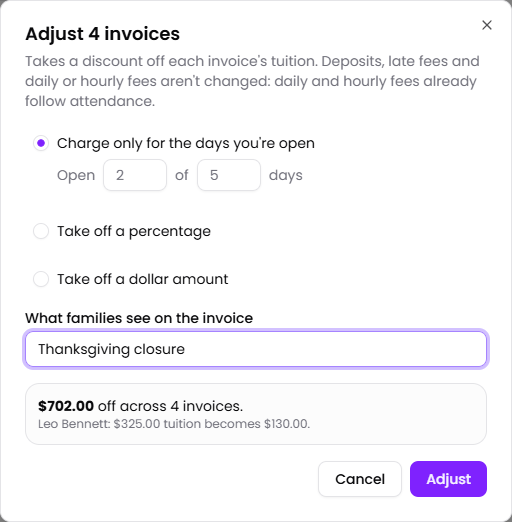 Adjust 4 invoices
Takes a discount off each invoice's tuition. Deposits, late fees and
daily or hourly fees aren't changed: daily and hourly fees already
follow attendance.
Charge only for the days you're open
Open 2 of 5 days
Take off a percentage
Take off a dollar amount
What families see on the invoice
Thanksgiving closure
$702.00 off across 4 invoices.
Leo Bennett: $325.00 tuition becomes $130.00.
Cancel Adjust